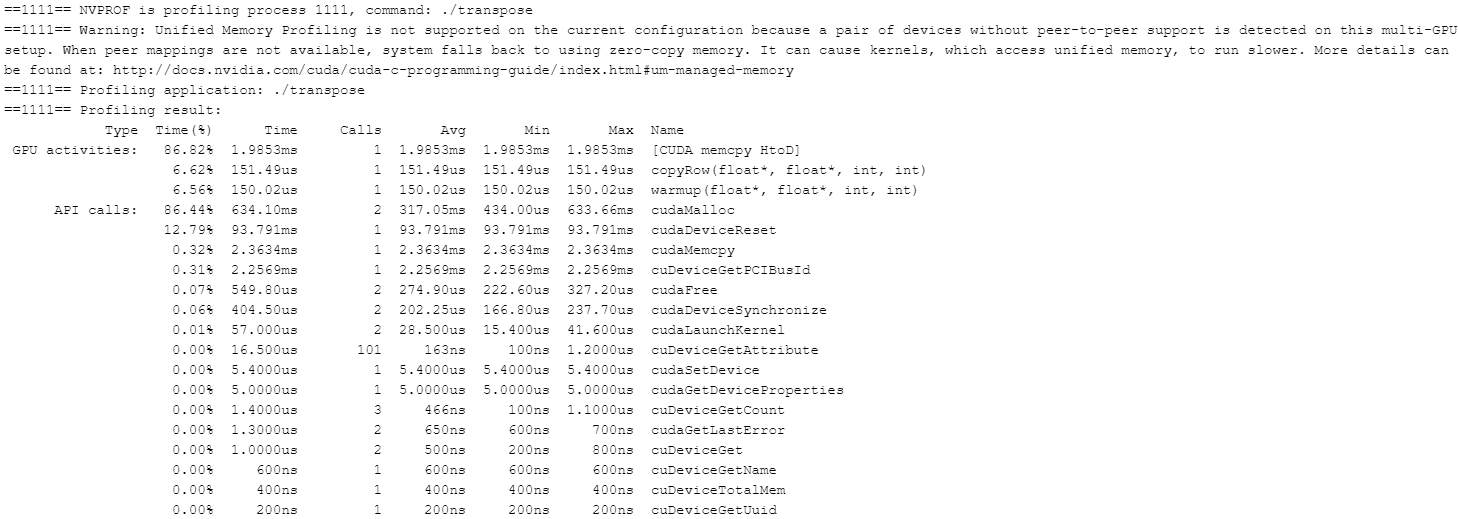 ==1111== NVPROF is profiling process 1111, command: ./transpose
==1111== Warning: Unified Memory Profiling is not supported on the current configuration because a pair of devices without peer-to-peer support is detected on this multi-GPU
setup. When peer mappings are not available, system falls back to using zero-copy memory. It can cause kernels, which access unified memory, to run slower. More details can
be found at: http://docs.nvidia.com/cuda/cuda-c-programming-guide/index.html#um-managed-memory
==1111== Profiling application: ./transpose
==1111== Profiling result:
            Type  Time(%)      Time     Calls       Avg       Min       Max  Name
 GPU activities:   86.82%  1.9853ms         1  1.9853ms  1.9853ms  1.9853ms  [CUDA memcpy HtoD]
                    6.62%  151.49us         1  151.49us  151.49us  151.49us  copyRow(float*, float*, int, int)
                    6.56%  150.02us         1  150.02us  150.02us  150.02us  warmup(float*, float*, int, int)
      API calls:   86.44%  634.10ms         2  317.05ms  434.00us  633.66ms  cudaMalloc
                   12.79%  93.791ms         1  93.791ms  93.791ms  93.791ms  cudaDeviceReset
                    0.32%  2.3634ms         1  2.3634ms  2.3634ms  2.3634ms  cudaMemcpy
                    0.31%  2.2569ms         1  2.2569ms  2.2569ms  2.2569ms  cuDeviceGetPCIBusId
                    0.07%  549.80us         2  274.90us  222.60us  327.20us  cudaFree
                    0.06%  404.50us         2  202.25us  166.80us  237.70us  cudaDeviceSynchronize
                    0.01%  57.000us         2  28.500us  15.400us  41.600us  cudaLaunchKernel
                    0.00%  16.500us       101     163ns     100ns  1.2000us  cuDeviceGetAttribute
                    0.00%  5.4000us         1  5.4000us  5.4000us  5.4000us  cudaSetDevice
                    0.00%  5.0000us         1  5.0000us  5.0000us  5.0000us  cudaGetDeviceProperties
                    0.00%  1.4000us         3     466ns     100ns  1.1000us  cuDeviceGetCount
                    0.00%  1.3000us         2     650ns     600ns     700ns  cudaGetLastError
                    0.00%  1.0000us         2     500ns     200ns     800ns  cuDeviceGet
                    0.00%     600ns         1     600ns     600ns     600ns  cuDeviceGetName
                    0.00%     400ns         1     400ns     400ns     400ns  cuDeviceTotalMem
                    0.00%     200ns         1     200ns     200ns     200ns  cuDeviceGetUuid